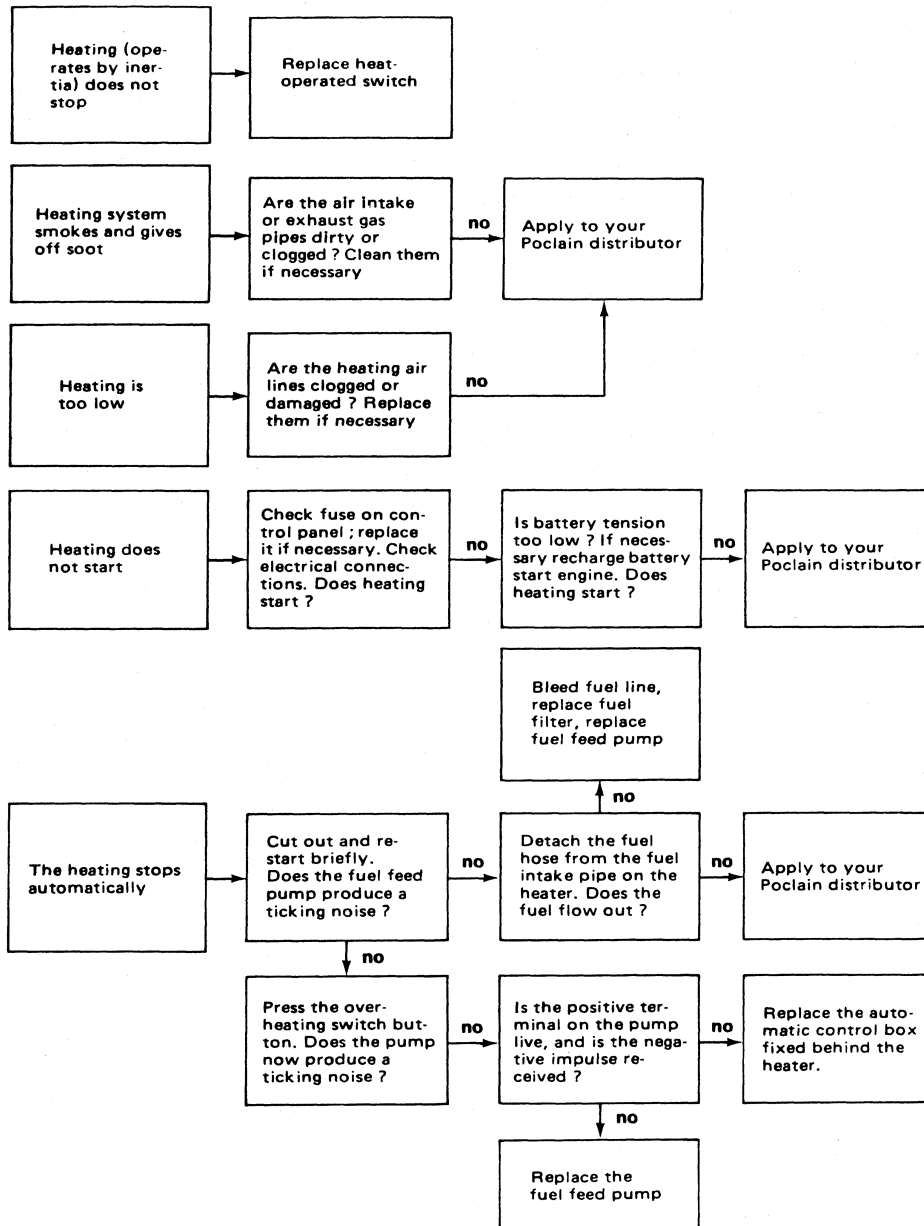 Heating (ope-
rates by iner-
tia) does not
stop
Replace heat-
operated switch
Heating system
smokes and gives
off soot
Are the air intake
or exhaust gas
pipes dirty or
clogged ? Clean them
if necessary
no
Apply to your
Poclain distributor
Heating is
too low
Are the heating air
lines clogged or
damaged ? Replace
them if necessary
no
Heating does
not start
Check fuse on con-
trol panel ; replace
it if necessary. Check
electrical connec-
tions. Does heating
start ?
no
Is battery tension
too low ? If neces-
sary recharge battery
start engine. Does
heating start ?
no
Apply to your
Poclain distributor
Bleed fuel line,
replace fuel
filter, replace
fuel feed pump
no
The heating stops
automatically
Cut out and re-
start briefly.
Does the fuel feed
pump produce a
ticking noise ?
no
Detach the fuel
hose from the fuel
intake pipe on the
heater. Does the
fuel flow out ?
no
Apply to your
Poclain distributor
no
Press the over-
heating switch but-
ton. Does the pump
now produce a
ticking noise ?
no
Is the positive ter-
minal on the pump
live, and is the nega-
tive impulse re-
ceived ?
no
Replace the auto-
matic control box
fixed behind the
heater.
no
Replace the
fuel feed pump